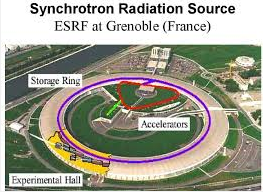 Synchrotron Radiation Source
ESRF at Grenoble (France)
Storage Ring
Accelerators
Experimental Hall